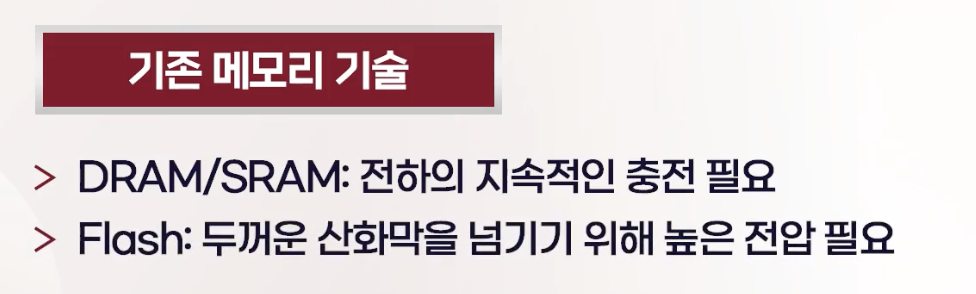 기존 메모리 기술
> DRAM/SRAM: 전하의 지속적인 충전 필요
> Flash: 두꺼운 산화막을 넘기기 위해 높은 전압 필요